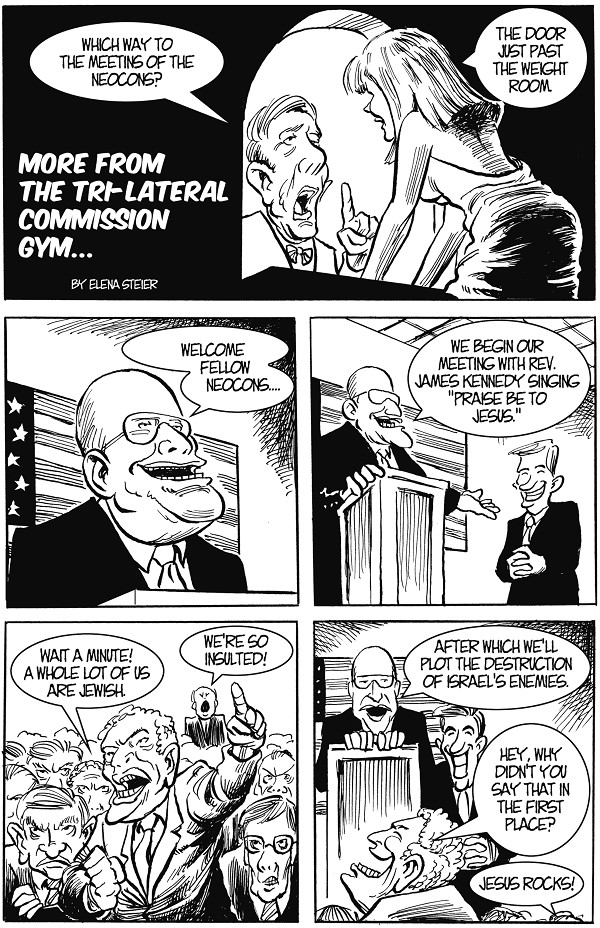 WHICH WAY TO
THE MEETING OF THE
NEOCONS?
THE DOOR
JUST PAST
THE WEIGHT
ROOM.
MORE FROM
THE TRI-LATERAL
COMMISSION
GYM...
BY ELENA STEIER
WELCOME
FELLOW
NEOCONS....
WE BEGIN OUR
MEETING WITH REV.
JAMES KENNEDY SINGING
"PRAISE BE TO
JESUS."
WAIT A MINUTE!
A WHOLE LOT OF US
ARE JEWISH.
WE'RE SO
INSULTED!
AFTER WHICH WE'LL
PLOT THE DESTRUCTION
OF ISRAEL'S ENEMIES.
HEY, WHY
DIDN'T YOU
SAY THAT IN
THE FIRST
PLACE?
JESUS ROCKS!